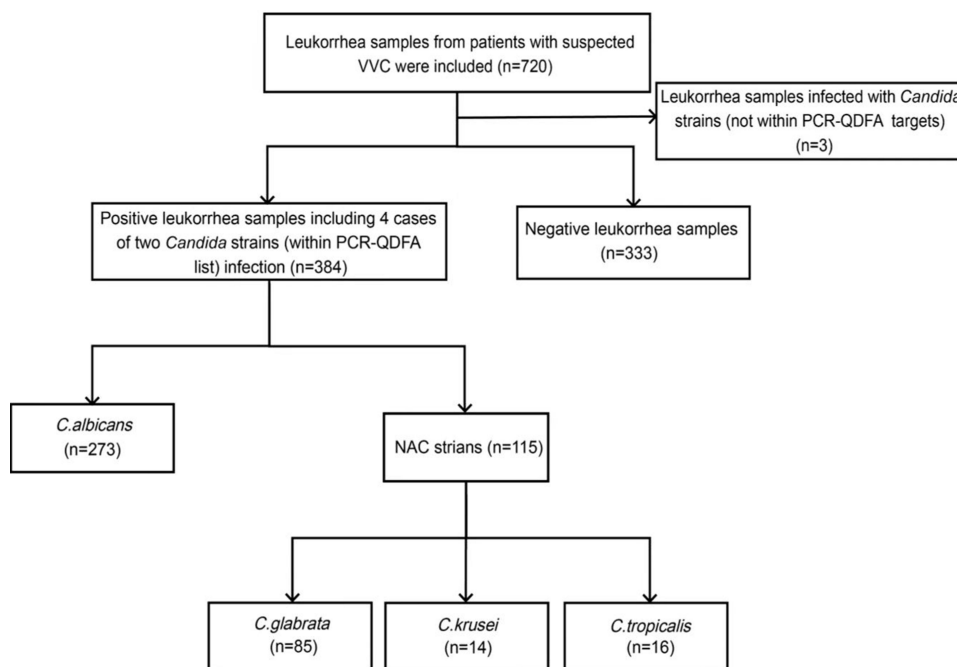 Leukorrhea samples from patients with suspected
VVC were included (n=720)
Leukorrhea samples infected with Candida
strains (not within PCR-QDFA targets)
(n=3)
Positive leukorrhea samples including 4 cases
of two Candida strains (within PCR-QDFA
list) infection (n=384)
Negative leukorrhea samples
(n=333)
C.albicans
(n=273)
NAC strians (n=115)
C.glabrata
(n=85)
C.krusei
(n=14)
C.tropicalis
(n=16)